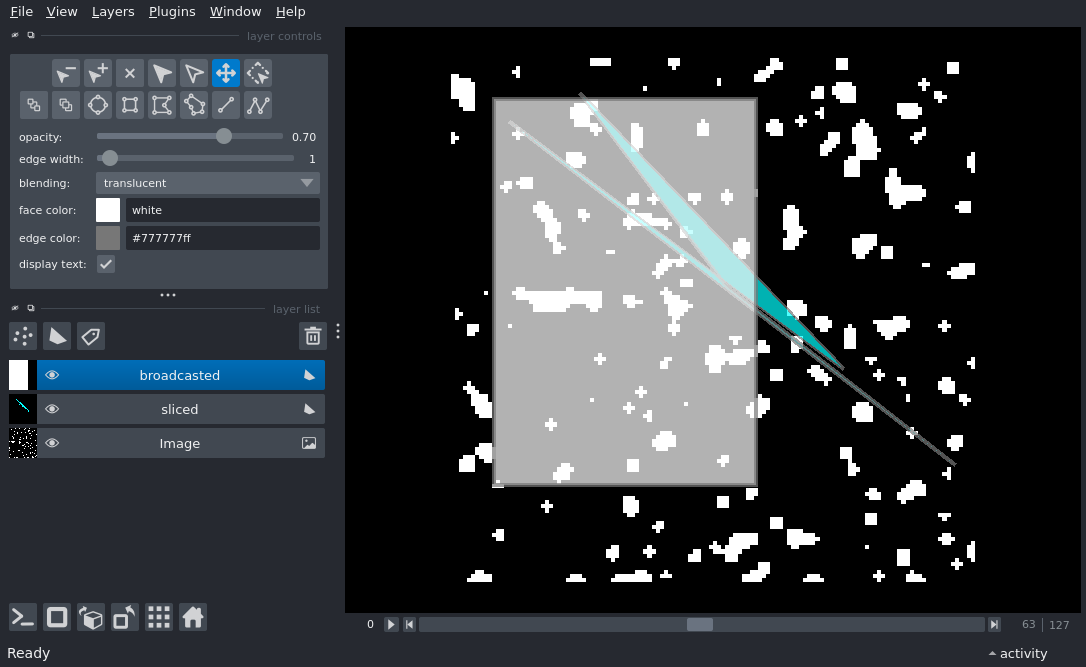 File View Layers Plugins Window Help
layer controls
opacity: 0.70
edge width: 1
blending: translucent
face color: white
edge color: #777777ff
display text:
layer list
broadcasted
sliced
Image
0 63 127
Ready activity